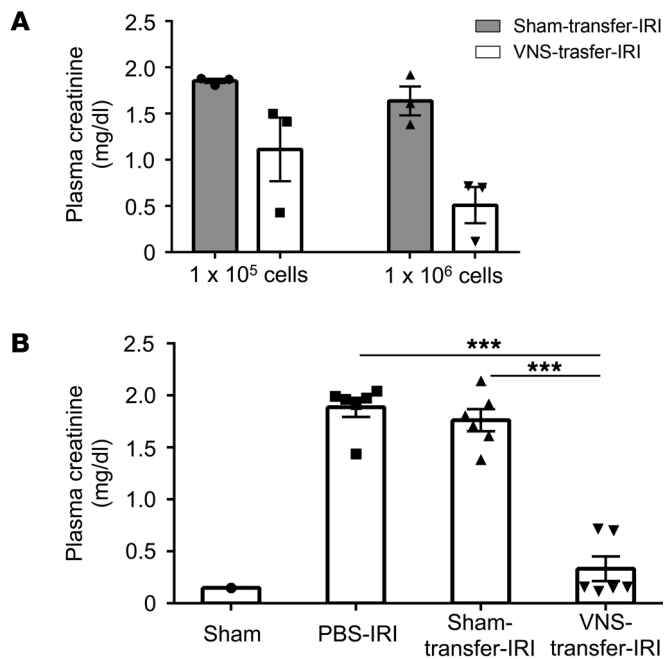 A
Sham-transfer-IRI
VNS-trasfer-IRI
Plasma creatinine
(mg/dl)
2.5
2.0
1.5
1.0
0.5
0
1 x 10⁵ cells
1 x 10⁶ cells
B
Plasma creatinine
(mg/dl)
2.5
2.0
1.5
1.0
0.5
0
***
***
Sham
PBS-IRI
Sham-
transfer-IRI
VNS-
transfer-IRI